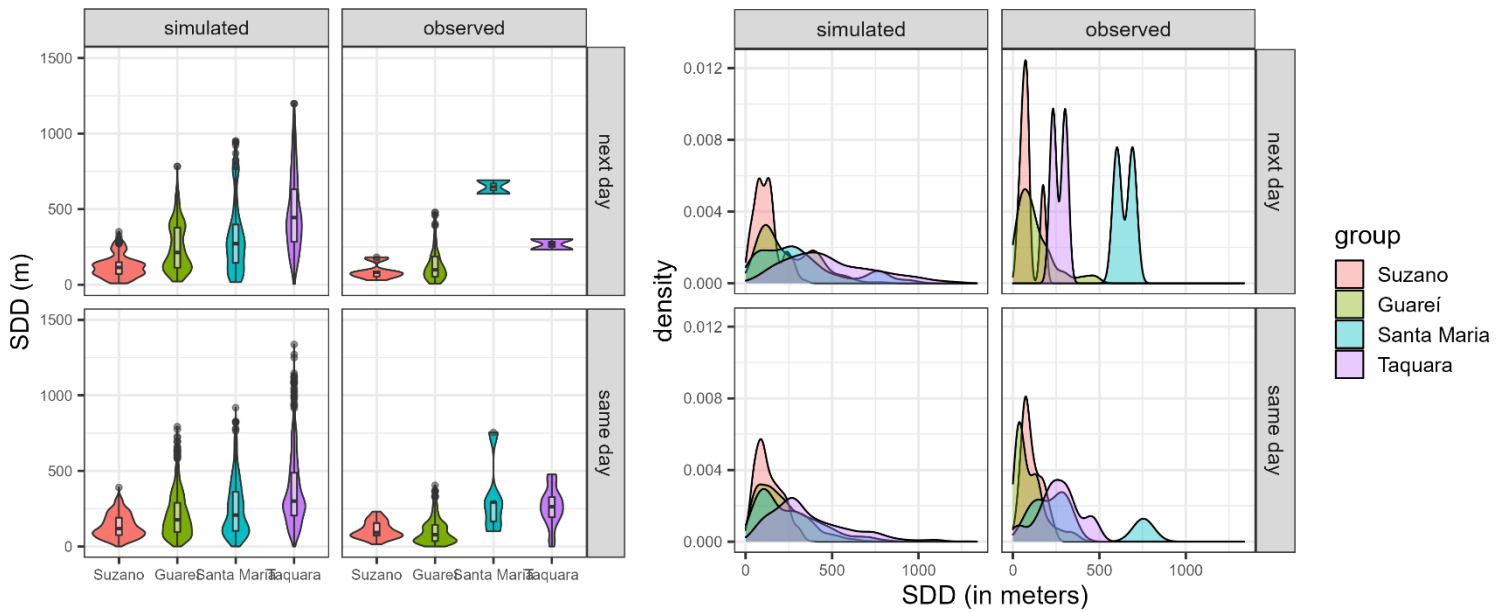 simulated
observed
1500
1000
500
0
next day
1500
1000
500
0
same day
SDD (m)
Suzano
Guareí
Santa Maria
Taquara
Suzano
Guareí
Santa Maria
Taquara
simulated
observed
0.012
0.008
0.004
0.000
next day
0.012
0.008
0.004
0.000
same day
density
0
500
1000
0
500
1000
SDD (in meters)
group
Suzano
Guareí
Santa Maria
Taquara